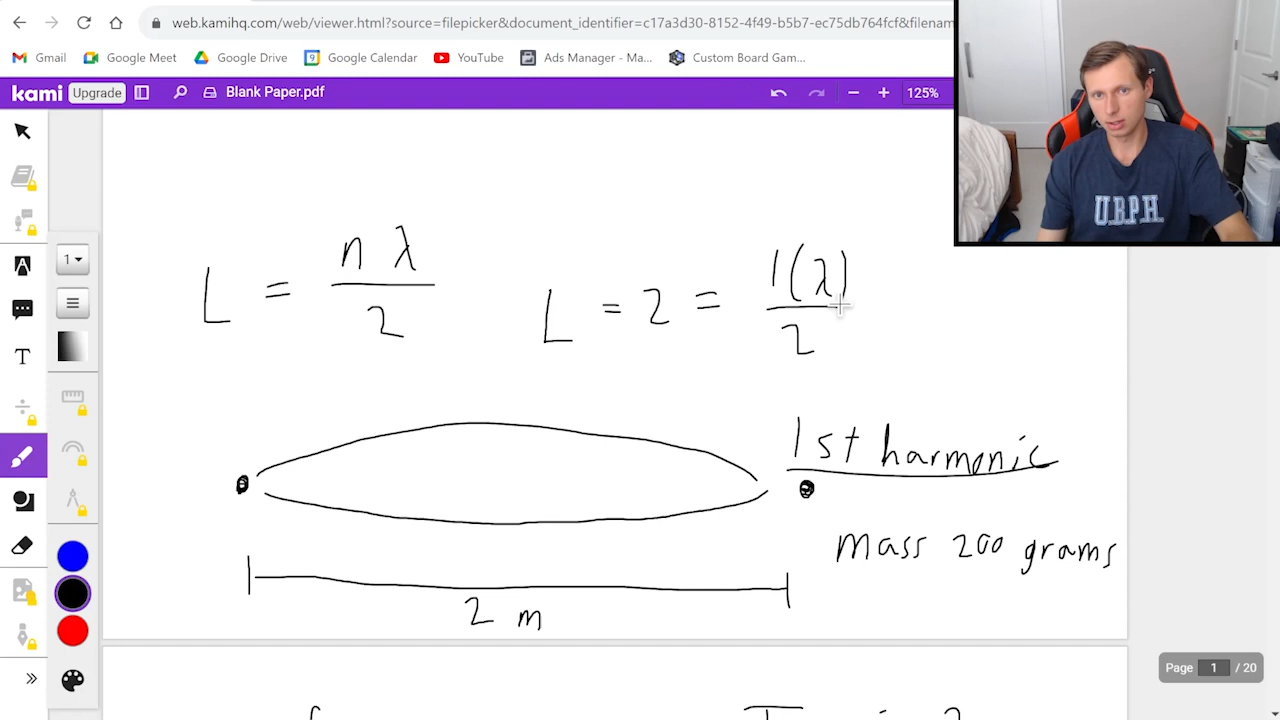 web.kamihq.com/web/viewer.html?source=filepicker&document_identifier=c17a3d30-8152-4f49-b5b7-ec75db764fcf&filenam
Gmail Google Meet Google Drive Google Calendar YouTube Ads Manager - Ma... Custom Board Gam...
kami Upgrade Blank Paper.pdf 125%
U.B.P.H.
1
L = n λ / 2
L = 2 = 1(λ) / 2
1st harmonic
mass 200 grams
2 m
Page 1 / 20